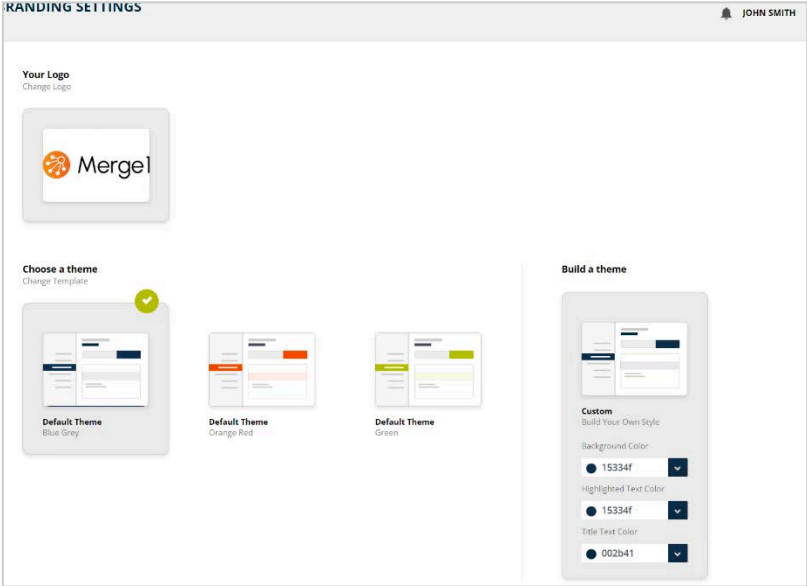 RANDING SETTINGS
JOHN SMITH
Your Logo
Change Logo
Merge1
Choose a theme
Change Template
Default Theme
Blue Grey
Default Theme
Orange Red
Default Theme
Green
Build a theme
Custom
Build Your Own Style
Background Color
15334f
Highlighted Text Color
15334f
Title Text Color
002b41